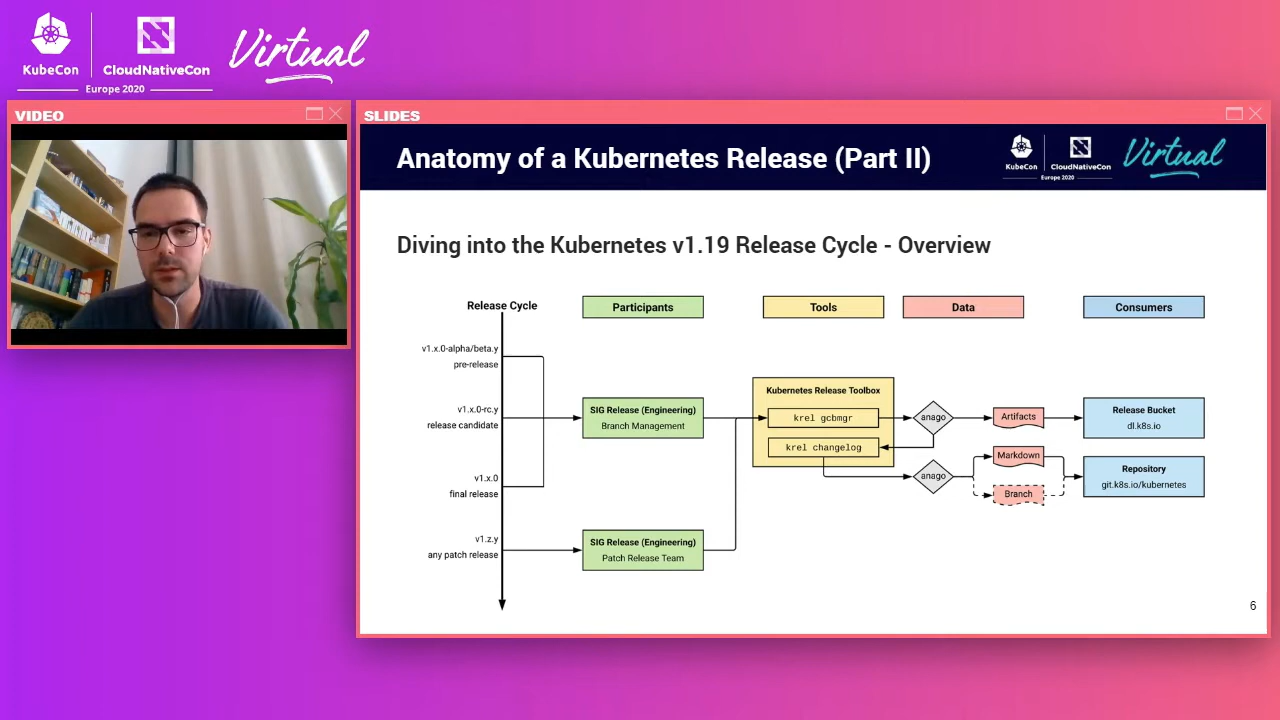 KubeCon
CloudNativeCon
Europe 2020
Virtual
VIDEO
SLIDES
Anatomy of a Kubernetes Release (Part II)
KubeCon
CloudNativeCon
Europe 2020
Virtual
Diving into the Kubernetes v1.19 Release Cycle - Overview
Release Cycle
Participants
Tools
Data
Consumers
v1.x.0-alpha/beta.y
pre-release
v1.x.0-rc.y
release candidate
v1.x.0
final release
v1.z.y
any patch release
SIG Release (Engineering)
Branch Management
SIG Release (Engineering)
Patch Release Team
Kubernetes Release Toolbox
krel gcbmgr
krel changelog
anago
anago
Artifacts
Markdown
Branch
Release Bucket
dl.k8s.io
Repository
git.k8s.io/kubernetes
6